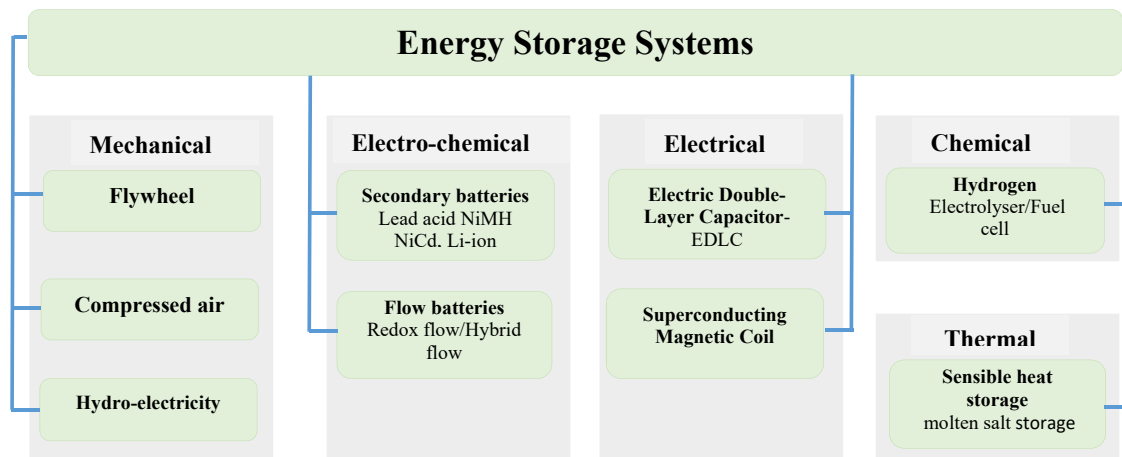 Energy Storage Systems
Mechanical
Flywheel
Compressed air
Hydro-electricity
Electro-chemical
Secondary batteries
Lead acid NiMH
NiCd. Li-ion
Flow batteries
Redox flow/Hybrid
flow
Electrical
Electric Double-
Layer Capacitor-
EDLC
Superconducting
Magnetic Coil
Chemical
Hydrogen
Electrolyser/Fuel
cell
Thermal
Sensible heat
storage
molten salt storage